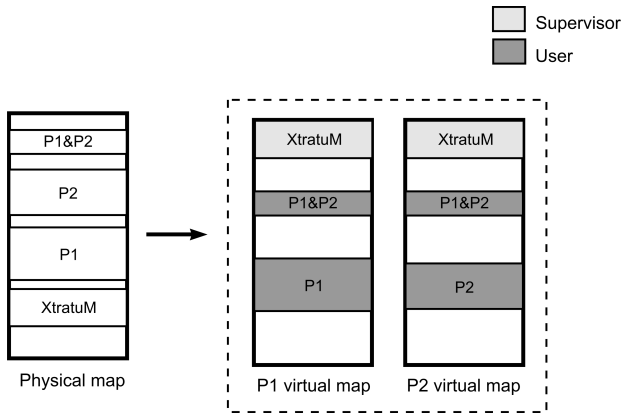 Supervisor
User
P1&P2
P2
P1
XtratuM
Physical map
XtratuM
P1&P2
P1
P1 virtual map
XtratuM
P1&P2
P2
P2 virtual map